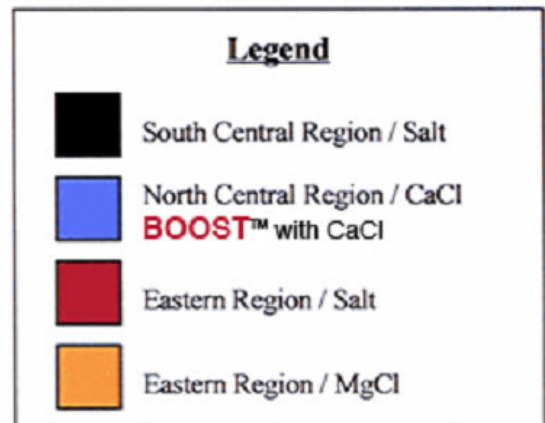 Legend
South Central Region / Salt
North Central Region / CaCl
BOOST™ with CaCl
Eastern Region / Salt
Eastern Region / MgCl